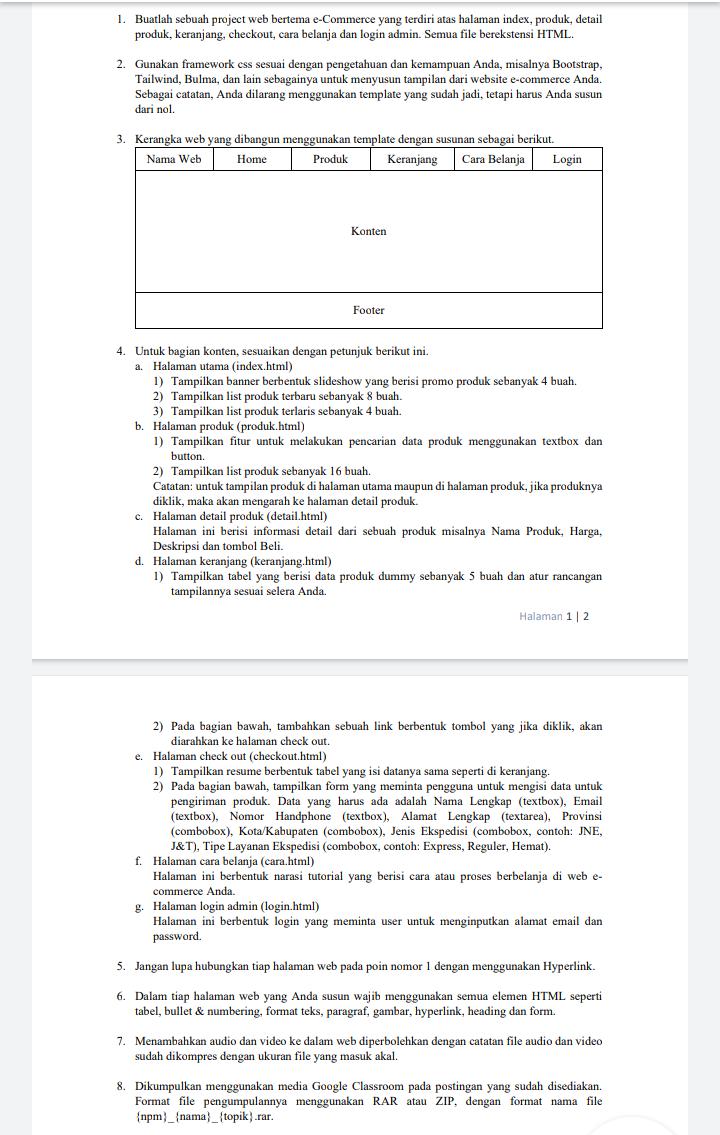 1. Buatlah sebuah project web bertema e-Commerce yang terdiri atas halaman index, produk, detail
produk, keranjang, checkout, cara belanja dan login admin. Semua file berekstensi HTML.
2. Gunakan framework css sesuai dengan pengetahuan dan kemampuan Anda, misalnya Bootstrap,
Tailwind, Bulma, dan lain sebagainya untuk menyusun tampilan dari website e-commerce Anda.
Sebagai catatan, Anda dilarang menggunakan template yang sudah jadi, tetapi harus Anda susun
dari nol.
3. Kerangka web yang dibangun menggunakan template dengan susunan sebagai berikut.
Nama Web Home Produk Keranjang Cara Belanja Login
Konten
Footer
4. Untuk bagian konten, sesuaikan dengan petunjuk berikut ini.
a. Halaman utama (index.html)
1) Tampilkan banner berbentuk slideshow yang berisi promo produk sebanyak 4 buah.
2) Tampilkan list produk terbaru sebanyak 8 buah.
3) Tampilkan list produk terlaris sebanyak 4 buah.
b. Halaman produk (produk.html)
1) Tampilkan fitur untuk melakukan pencarian data produk menggunakan textbox dan
button.
2) Tampilkan list produk sebanyak 16 buah.
Catatan: untuk tampilan produk di halaman utama maupun di halaman produk, jika produknya
diklik, maka akan mengarah ke halaman detail produk.
c. Halaman detail produk (detail.html)
Halaman ini berisi informasi detail dari sebuah produk misalnya Nama Produk, Harga,
Deskripsi dan tombol Beli.
d. Halaman keranjang (keranjang.html)
1) Tampilkan tabel yang berisi data produk dummy sebanyak 5 buah dan atur rancangan
tampilannya sesuai selera Anda.
Halaman 1 | 2
2) Pada bagian bawah, tambahkan sebuah link berbentuk tombol yang jika diklik, akan
diarahkan ke halaman check out.
e. Halaman check out (checkout.html)
1) Tampilkan resume berbentuk tabel yang isi datanya sama seperti di keranjang.
2) Pada bagian bawah, tampilkan form yang meminta pengguna untuk mengisi data untuk
pengiriman produk. Data yang harus ada adalah Nama Lengkap (textbox), Email
(textbox), Nomor Handphone (textbox), Alamat Lengkap (textarea), Provinsi
(combobox), Kota/Kabupaten (combobox), Jenis Ekspedisi (combobox, contoh: JNE,
J&T), Tipe Layanan Ekspedisi (combobox, contoh: Express, Reguler, Hemat).
f. Halaman cara belanja (cara.html)
Halaman ini berbentuk narasi tutorial yang berisi cara atau proses berbelanja di web e-
commerce Anda.
g. Halaman login admin (login.html)
Halaman ini berbentuk login yang meminta user untuk menginputkan alamat email dan
password.
5. Jangan lupa hubungkan tiap halaman web pada poin nomor 1 dengan menggunakan Hyperlink.
6. Dalam tiap halaman web yang Anda susun wajib menggunakan semua elemen HTML seperti
tabel, bullet & numbering, format teks, paragraf, gambar, hyperlink, heading dan form.
7. Menambahkan audio dan video ke dalam web diperbolehkan dengan catatan file audio dan video
sudah dikompres dengan ukuran file yang masuk akal.
8. Dikumpulkan menggunakan media Google Classroom pada postingan yang sudah disediakan.
Format file pengumpulannya menggunakan RAR atau ZIP, dengan format nama file
{npm}_{nama}_{topik}.rar.